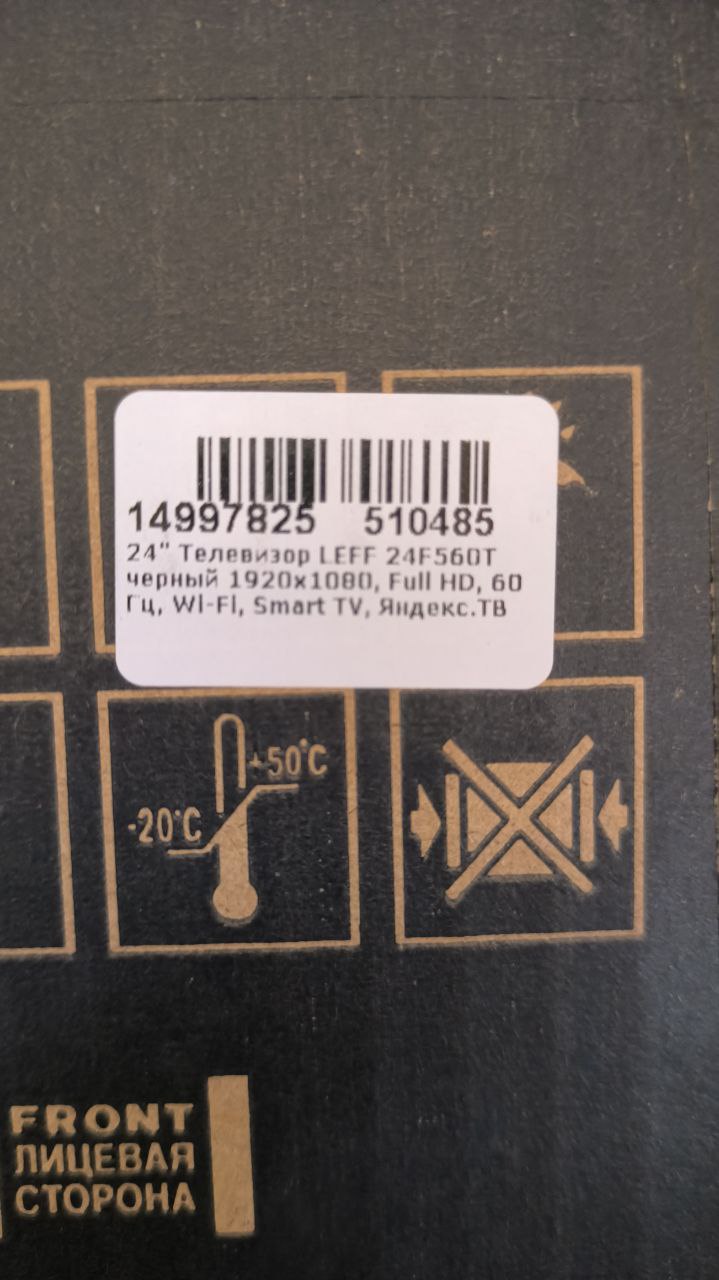 14997825 510485
24" Телевизор LEFF 24F560T
черный 1920x1080, Full HD, 60
Гц, WI-FI, Smart TV, Яндекс.ТВ
+50°C
-20°C
FRONT
ЛИЦЕВАЯ
СТОРОНА